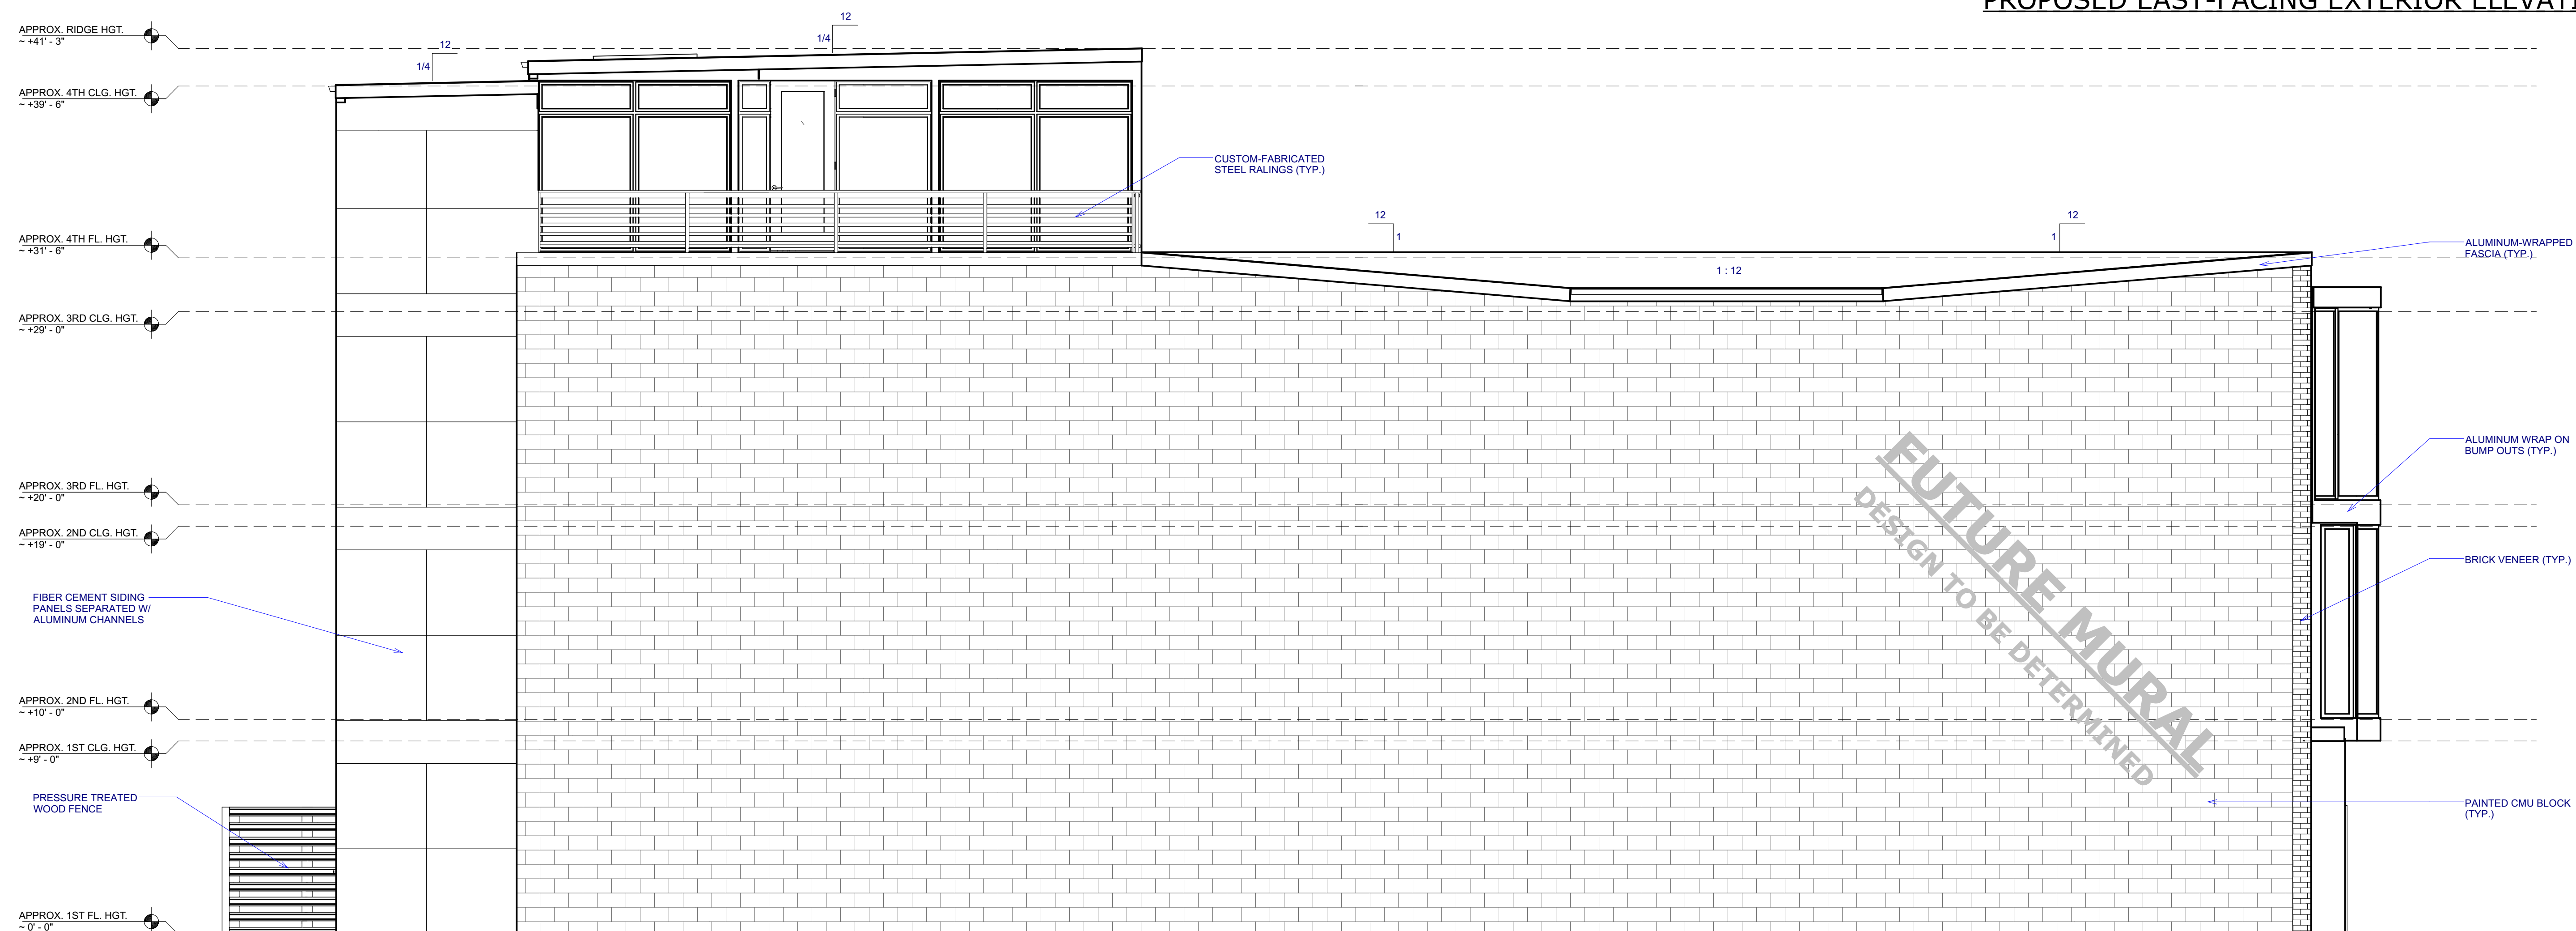 PROPOSED EAST-FACING EXTERIOR
APPROX. RIDGE HGT.
~ +41' - 3"
12
1/4
12
1/4
APPROX. 4TH CLG. HGT.
~ +39' - 6"
CUSTOM-FABRICATED
STEEL RALINGS (TYP.)
APPROX. 4TH FL. HGT.
~ +31' - 6"
12
1
12
1
1 : 12
ALUMINUM-WRAPPED
FASCIA (TYP.)
APPROX. 3RD CLG. HGT.
~ +29' - 0"
ALUMINUM WRAP ON
BUMP OUTS (TYP.)
APPROX. 3RD FL. HGT.
~ +20' - 0"
APPROX. 2ND CLG. HGT.
~ +19' - 0"
FUTURE MURAL
DESIGN TO BE DETERMINED
BRICK VENEER (TYP.)
FIBER CEMENT SIDING
PANELS SEPARATED W/
ALUMINUM CHANNELS
APPROX. 2ND FL. HGT.
~ +10' - 0"
APPROX. 1ST CLG. HGT.
~ +9' - 0"
PRESSURE TREATED
WOOD FENCE
PAINTED CMU BLOCK
(TYP.)
APPROX. 1ST FL. HGT.
~ 0' - 0"